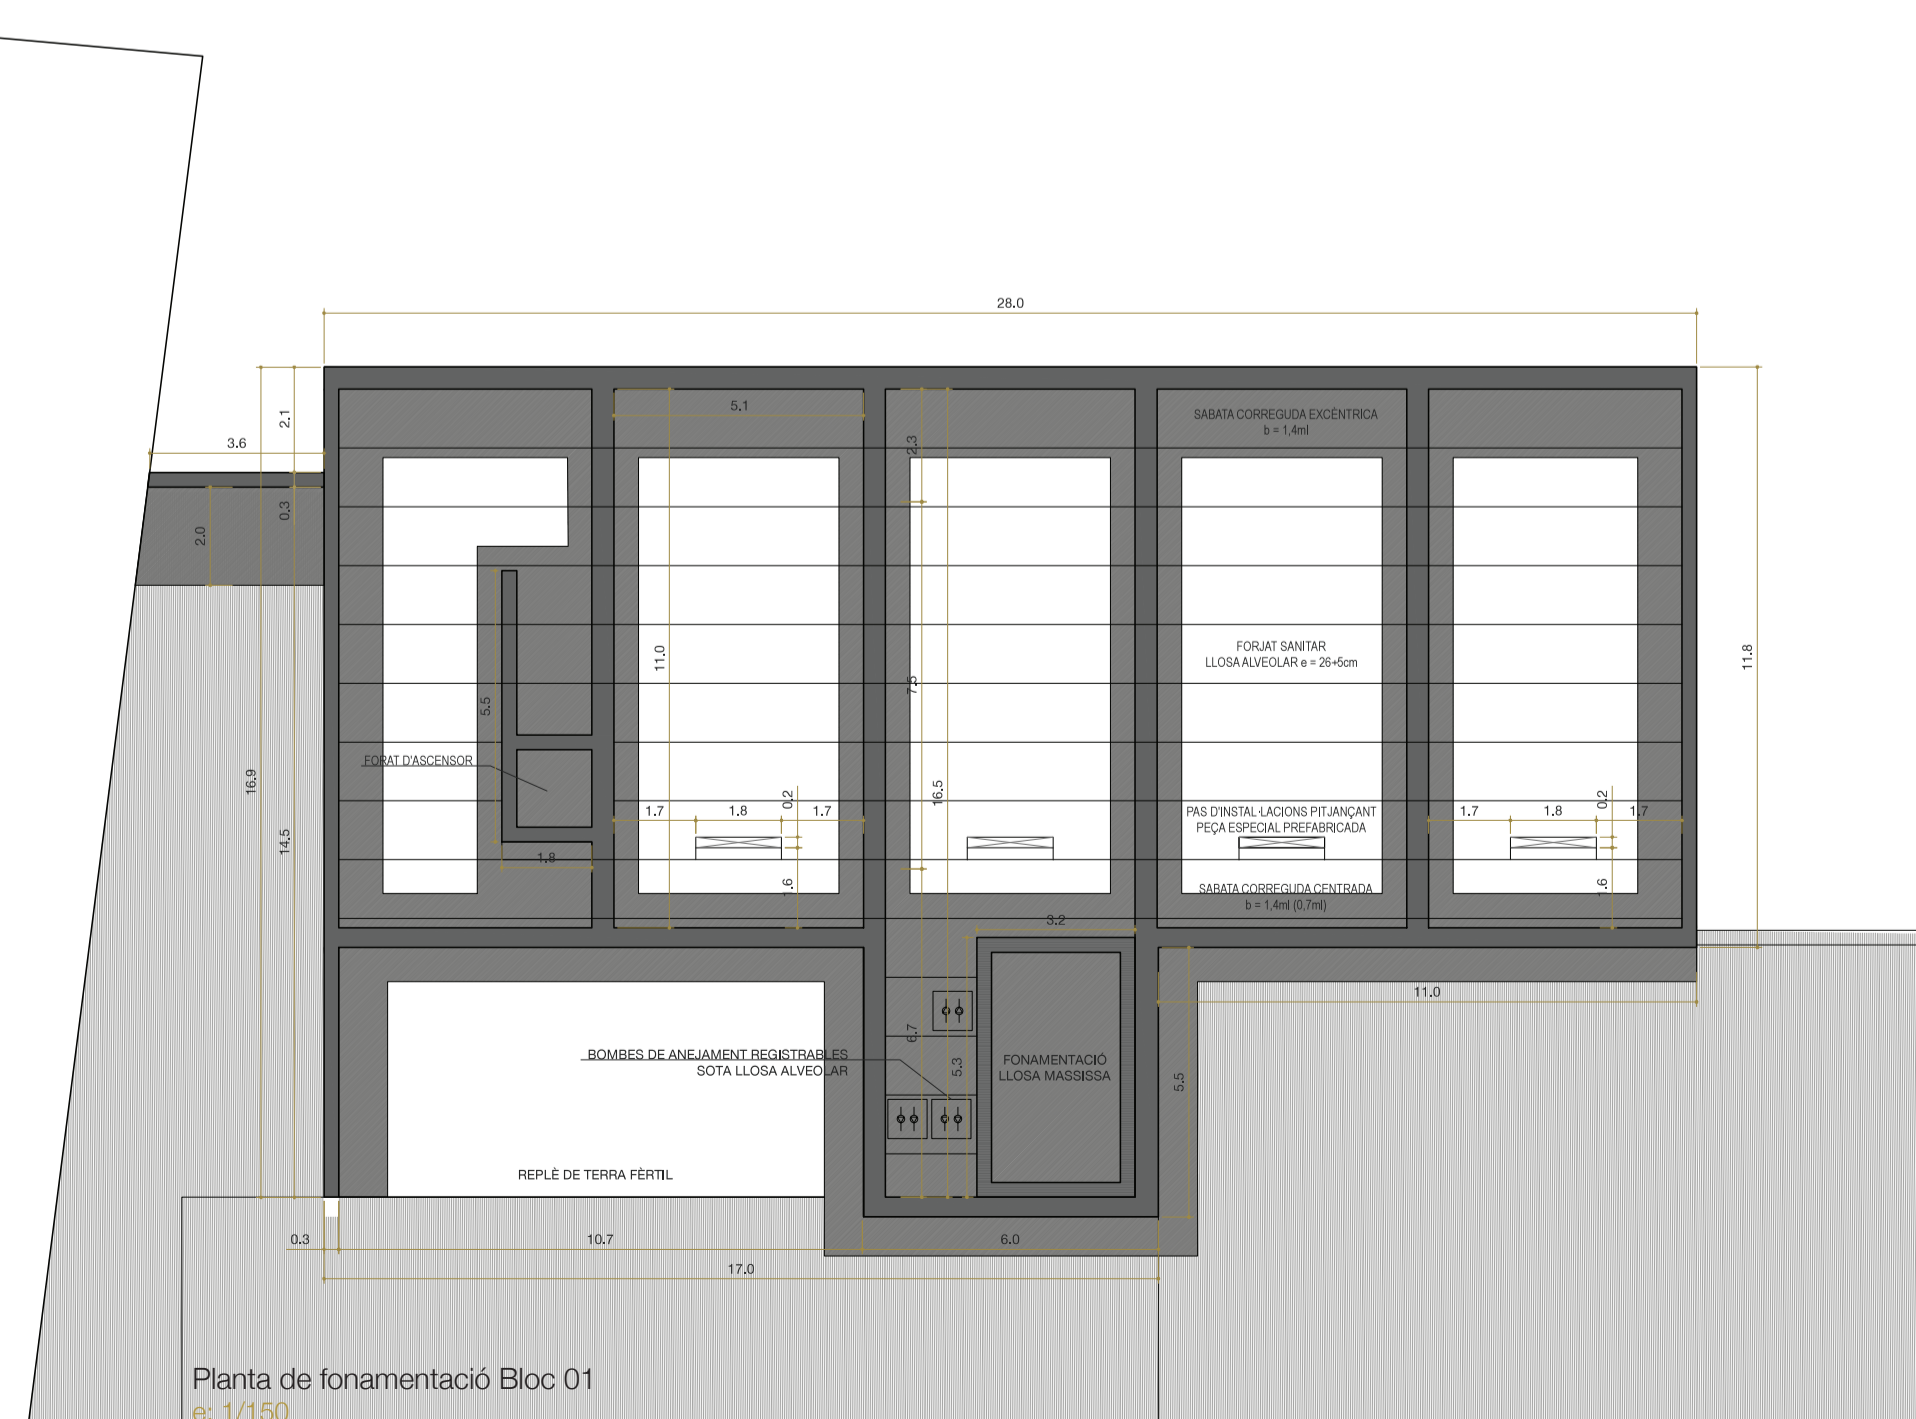 28.0
2.1
3.6
5.1
SABATA CORREGUDA EXCÈNTRICA
b = 1,4ml
2.3
0.3
2.0
11.0
FORJAT SANITAR
LLOSA ALVEOLAR e = 26+5cm
11.8
7.5
5.5
FORAT D'ASCENSOR
16.9
16.5
14.5
1.7
1.8
0.2
1.7
PAS D'INSTAL·LACIONS PITJANÇANT
PEÇA ESPECIAL PREFABRICADA
1.7
1.8
0.2
1.7
1.8
1.6
SABATA CORREGUDA CENTRADA
b = 1,4ml (0,7ml)
1.6
3.2
11.0
6.7
BOMBES DE ANEJAMENT REGISTRABLES
SOTA LLOSA ALVEOLAR
5.3
FONAMENTACIÓ
LLOSA MASSISSA
5.5
REPLÈ DE TERRA FÈRTIL
0.3
10.7
6.0
17.0
Planta de fonamentació Bloc 01
e: 1/150